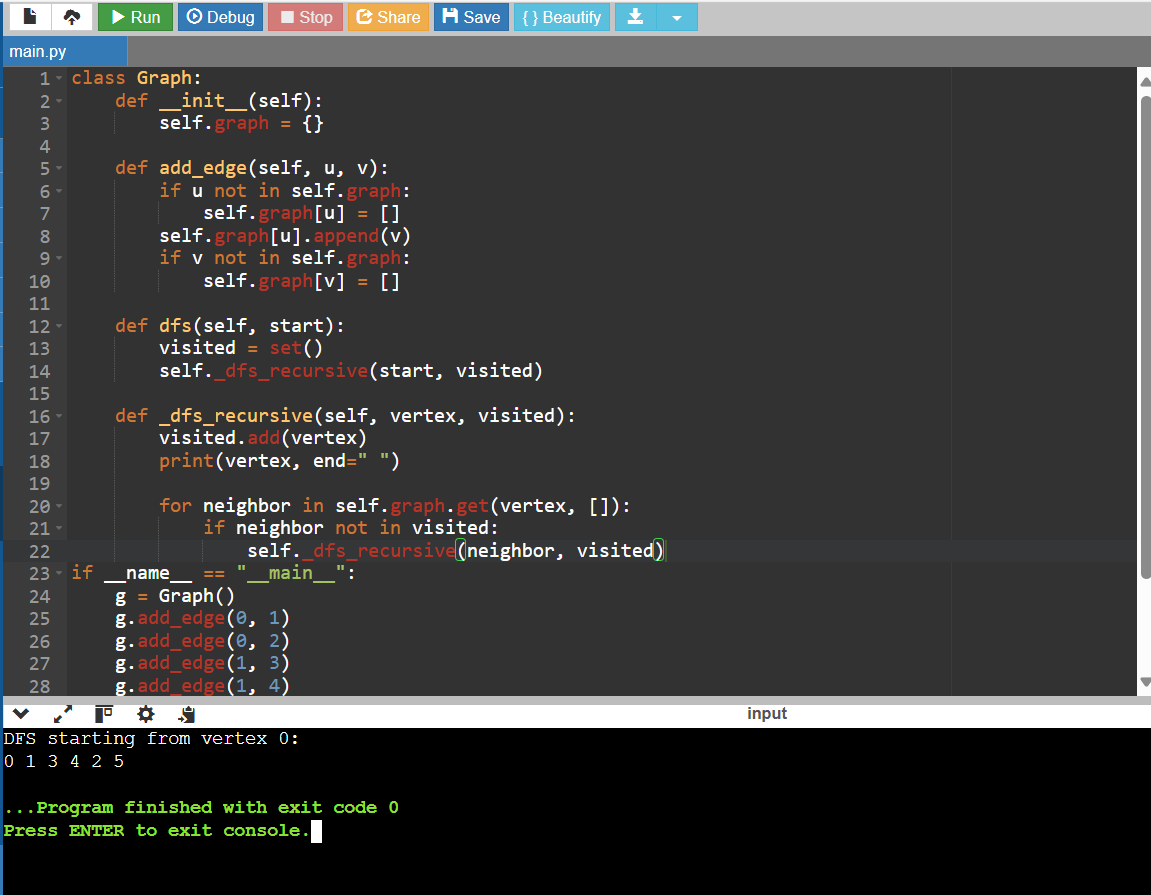 Run Debug Stop Share Save { } Beautify
main.py
1 class Graph:
2     def __init__(self):
3         self.graph = {}
4
5     def add_edge(self, u, v):
6         if u not in self.graph:
7             self.graph[u] = []
8         self.graph[u].append(v)
9         if v not in self.graph:
10             self.graph[v] = []
11
12     def dfs(self, start):
13         visited = set()
14         self._dfs_recursive(start, visited)
15
16     def _dfs_recursive(self, vertex, visited):
17         visited.add(vertex)
18         print(vertex, end=" ")
19
20         for neighbor in self.graph.get(vertex, []):
21             if neighbor not in visited:
22                 self._dfs_recursive(neighbor, visited)
23 if __name__ == "__main__":
24     g = Graph()
25     g.add_edge(0, 1)
26     g.add_edge(0, 2)
27     g.add_edge(1, 3)
28     g.add_edge(1, 4)
input
DFS starting from vertex 0:
0 1 3 4 2 5
...Program finished with exit code 0
Press ENTER to exit console.